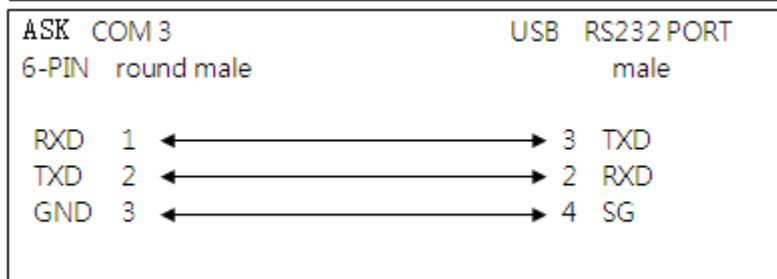 ASK COM 3 USB RS232 PORT
6-PIN round male male
RXD 1 3 TXD
TXD 2 2 RXD
GND 3 4 SG